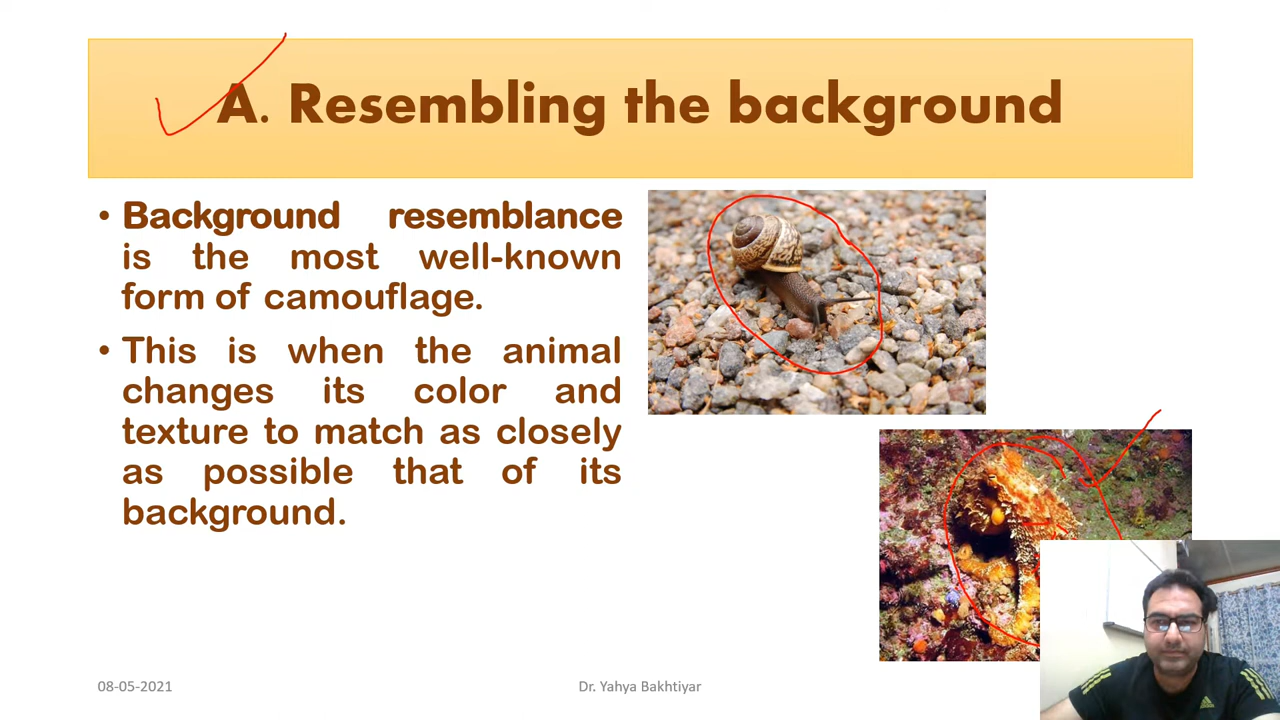 A. Resembling the background
• Background resemblance
is the most well-known
form of camouflage.
• This is when the animal
changes its color and
texture to match as closely
as possible that of its
background.
08-05-2021
Dr. Yahya Bakhtiyar